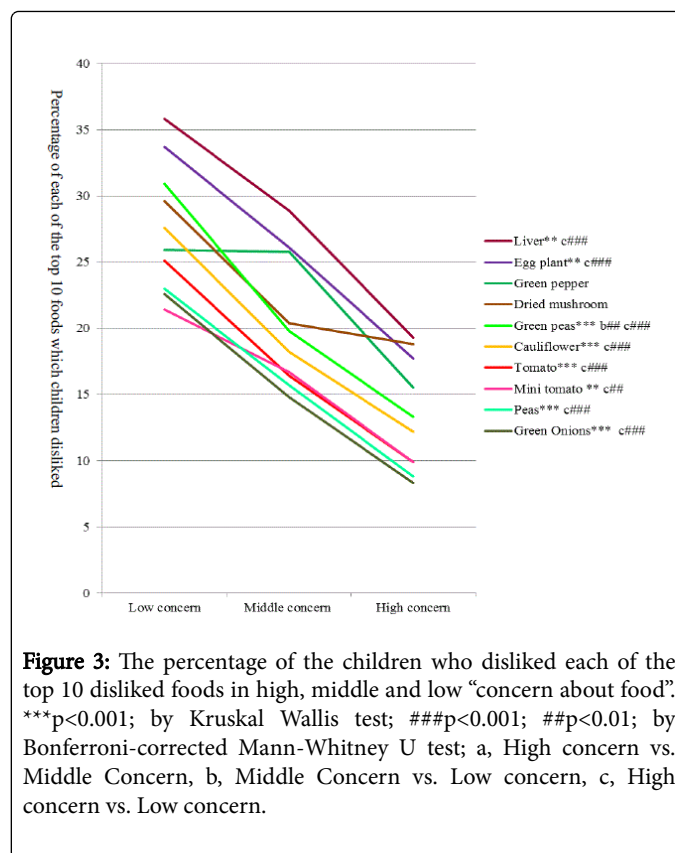 Percentage of each of the top 10 foods which children disliked
40
35
30
25
20
15
10
5
0
Low concern Middle concern High concern
Liver** c###
Egg plant** c###
Green pepper
Dried mushroom
Green peas*** b## c###
Cauliflower*** c###
Tomato*** c###
Mini tomato ** c##
Peas*** c###
Green Onions*** c###
Figure 3: The percentage of the children who disliked each of the
top 10 disliked foods in high, middle and low “concern about food”.
***p<0.001; by Kruskal Wallis test; ###p<0.001; ##p<0.01; by
Bonferroni-corrected Mann-Whitney U test; a, High concern vs.
Middle Concern, b, Middle Concern vs. Low concern, c, High
concern vs. Low concern.